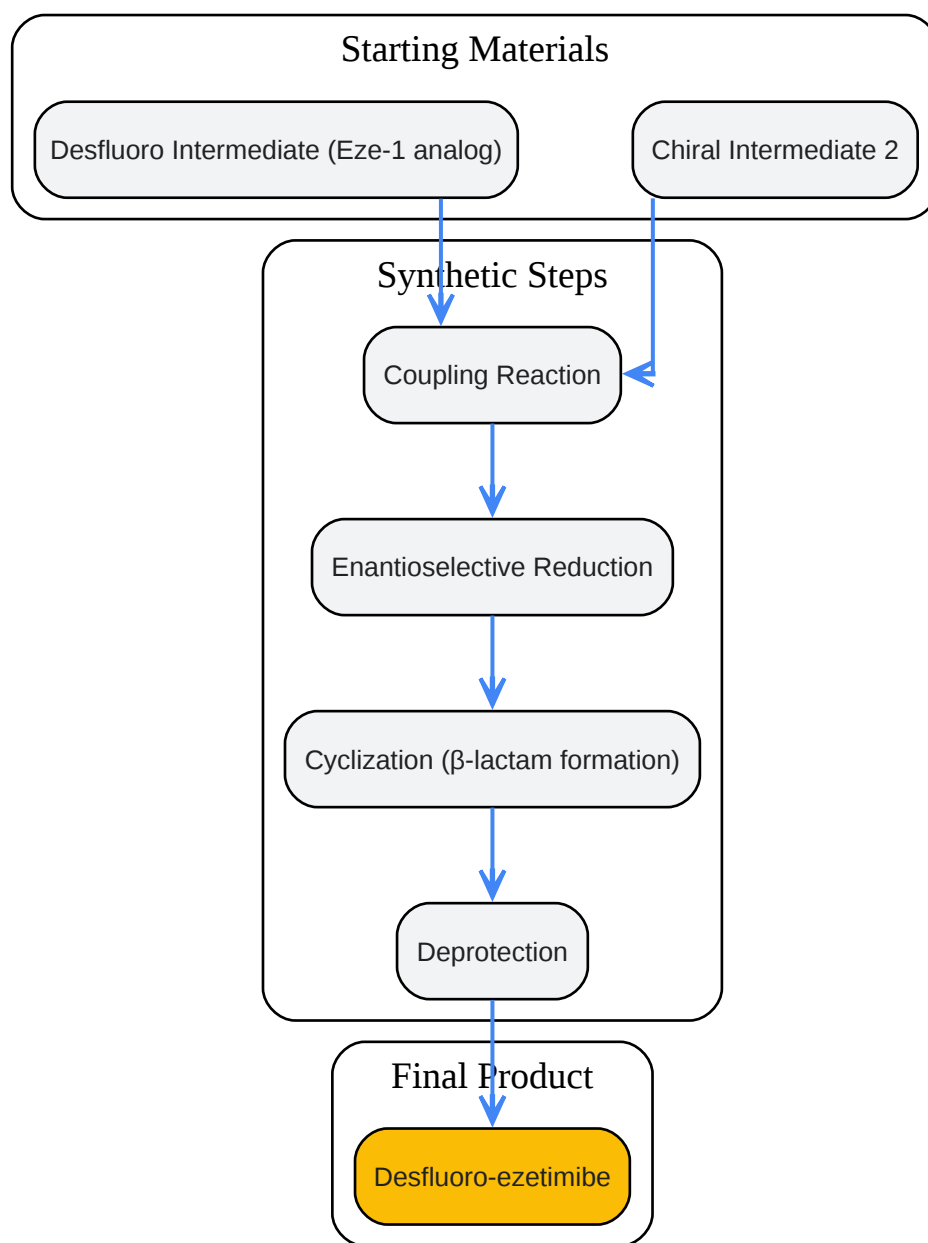 Starting Materials
Desfluoro Intermediate (Eze-1 analog)
Chiral Intermediate 2
Synthetic Steps
Coupling Reaction
Enantioselective Reduction
Cyclization (β-lactam formation)
Deprotection
Final Product
Desfluoro-ezetimibe